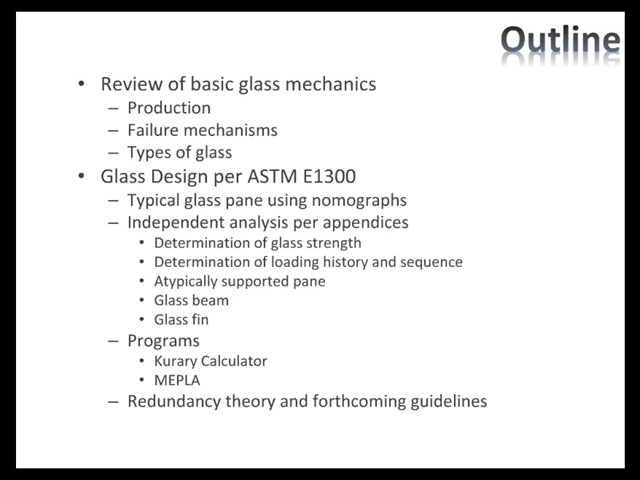 Outline
• Review of basic glass mechanics
– Production
– Failure mechanisms
– Types of glass
• Glass Design per ASTM E1300
– Typical glass pane using nomographs
– Independent analysis per appendices
• Determination of glass strength
• Determination of loading history and sequence
• Atypically supported pane
• Glass beam
• Glass fin
– Programs
• Kurary Calculator
• MEPLA
– Redundancy theory and forthcoming guidelines